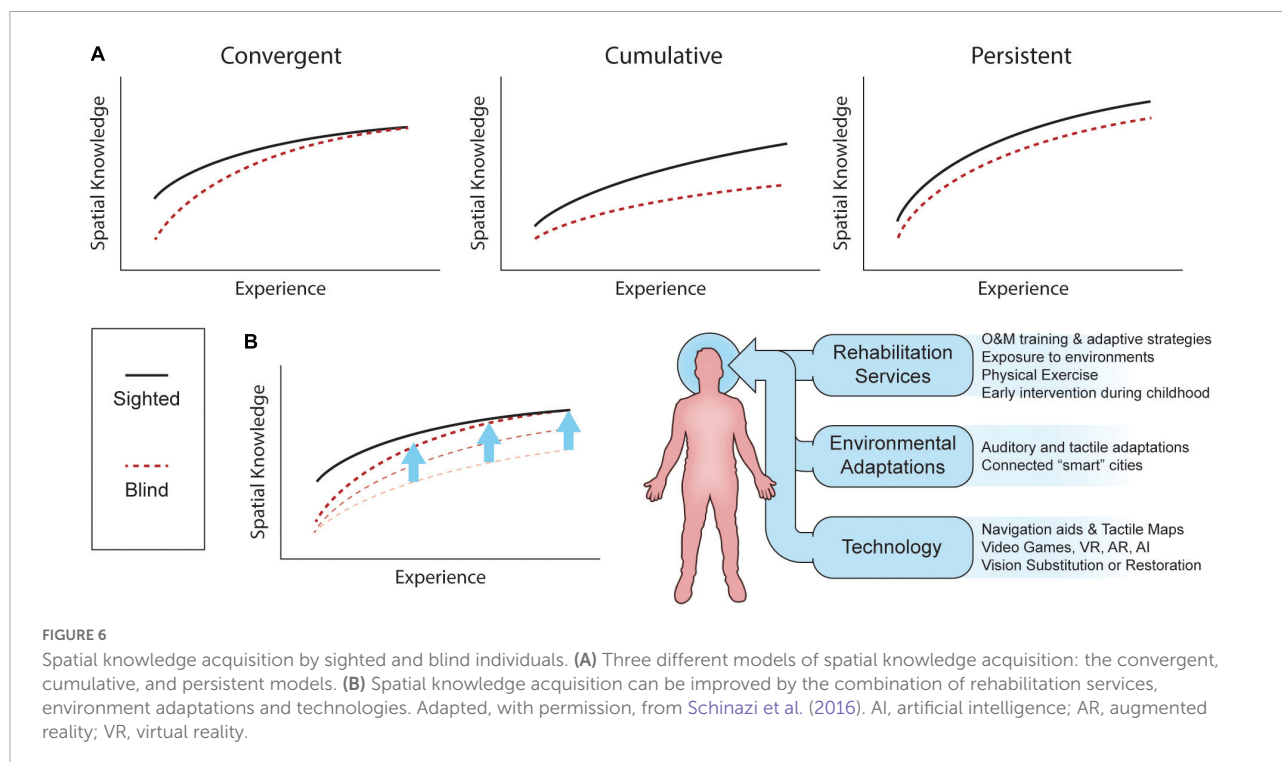 A
Convergent
Cumulative
Persistent
Spatial Knowledge
Experience
Spatial Knowledge
Experience
Spatial Knowledge
Experience
Sighted
Blind
B
Spatial Knowledge
Experience
Rehabilitation
Services
O&M training & adaptive strategies
Exposure to environments
Physical Exercise
Early intervention during childhood
Environmental
Adaptations
Auditory and tactile adaptations
Connected “smart” cities
Technology
Navigation aids & Tactile Maps
Video Games, VR, AR, AI
Vision Substitution or Restoration
FIGURE 6
Spatial knowledge acquisition by sighted and blind individuals. (A) Three different models of spatial knowledge acquisition: the convergent,
cumulative, and persistent models. (B) Spatial knowledge acquisition can be improved by the combination of rehabilitation services,
environment adaptations and technologies. Adapted, with permission, from Schinazi et al. (2016). AI, artificial intelligence; AR, augmented
reality; VR, virtual reality.